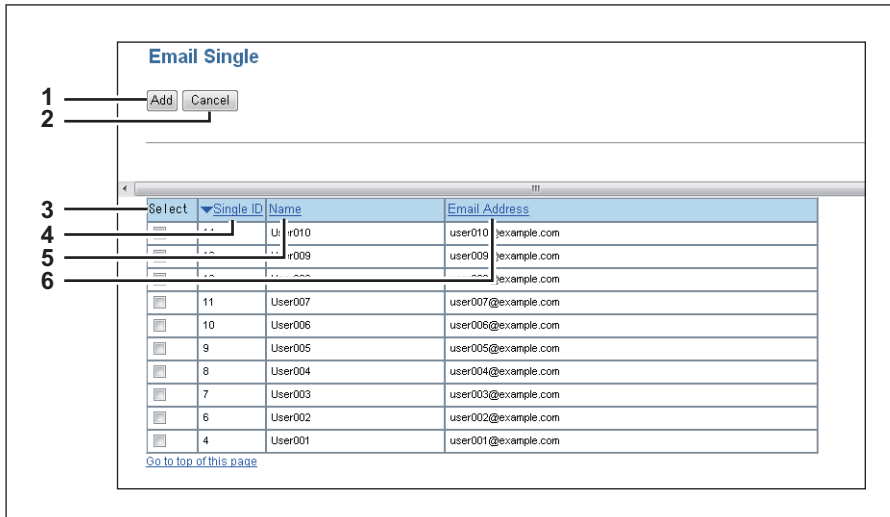 Email Single
1 Add Cancel
2
3 Select Single ID Name Email Address
4 User010 user010@example.com
5 User009 user009@example.com
6
11 User007 user007@example.com
10 User006 user006@example.com
9 User005 user005@example.com
8 User004 user004@example.com
7 User003 user003@example.com
6 User002 user002@example.com
4 User001 user001@example.com
Go to top of this page